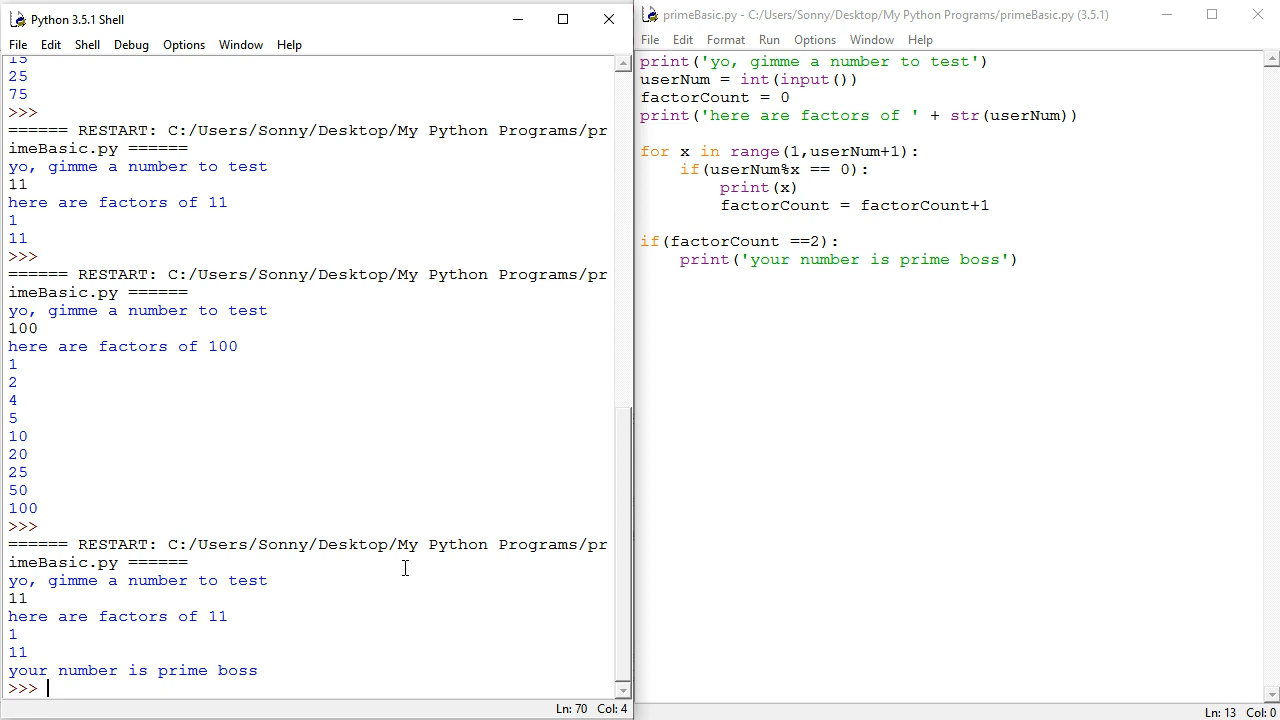 Python 3.5.1 Shell
File Edit Shell Debug Options Window Help
15
25
75
>>>
====== RESTART: C:/Users/Sonny/Desktop/My Python Programs/pr
imeBasic.py ======
yo, gimme a number to test
11
here are factors of 11
1
11
>>>
====== RESTART: C:/Users/Sonny/Desktop/My Python Programs/pr
imeBasic.py ======
yo, gimme a number to test
100
here are factors of 100
1
2
4
5
10
20
25
50
100
>>>
====== RESTART: C:/Users/Sonny/Desktop/My Python Programs/pr
imeBasic.py ======
yo, gimme a number to test
11
here are factors of 11
1
11
your number is prime boss
>>>
Ln: 70 Col: 4
primeBasic.py - C:/Users/Sonny/Desktop/My Python Programs/primeBasic.py (3.5.1)
File Edit Format Run Options Window Help
print('yo, gimme a number to test')
userNum = int(input())
factorCount = 0
print('here are factors of ' + str(userNum))
for x in range(1,userNum+1):
    if(userNum%x == 0):
        print(x)
        factorCount = factorCount+1
if(factorCount ==2):
    print('your number is prime boss')
Ln: 13 Col: 0